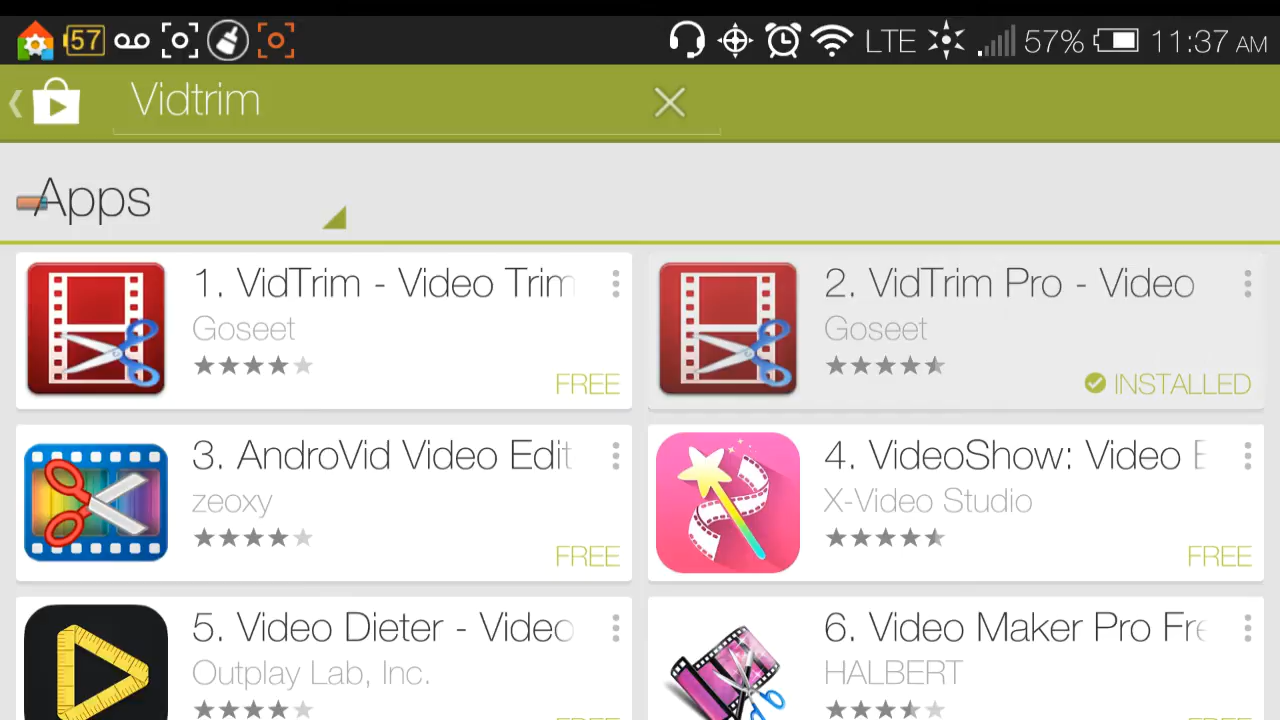 57 LTE 57% 11:37 AM
Vidtrim
Apps
1. VidTrim - Video Trim
Goseet
FREE
2. VidTrim Pro - Video
Goseet
INSTALLED
3. AndroVid Video Edit
zeoxy
FREE
4. VideoShow: Video E
X-Video Studio
FREE
5. Video Dieter - Video
Outplay Lab, Inc.
FREE
6. Video Maker Pro Fre
HALBERT
FREE